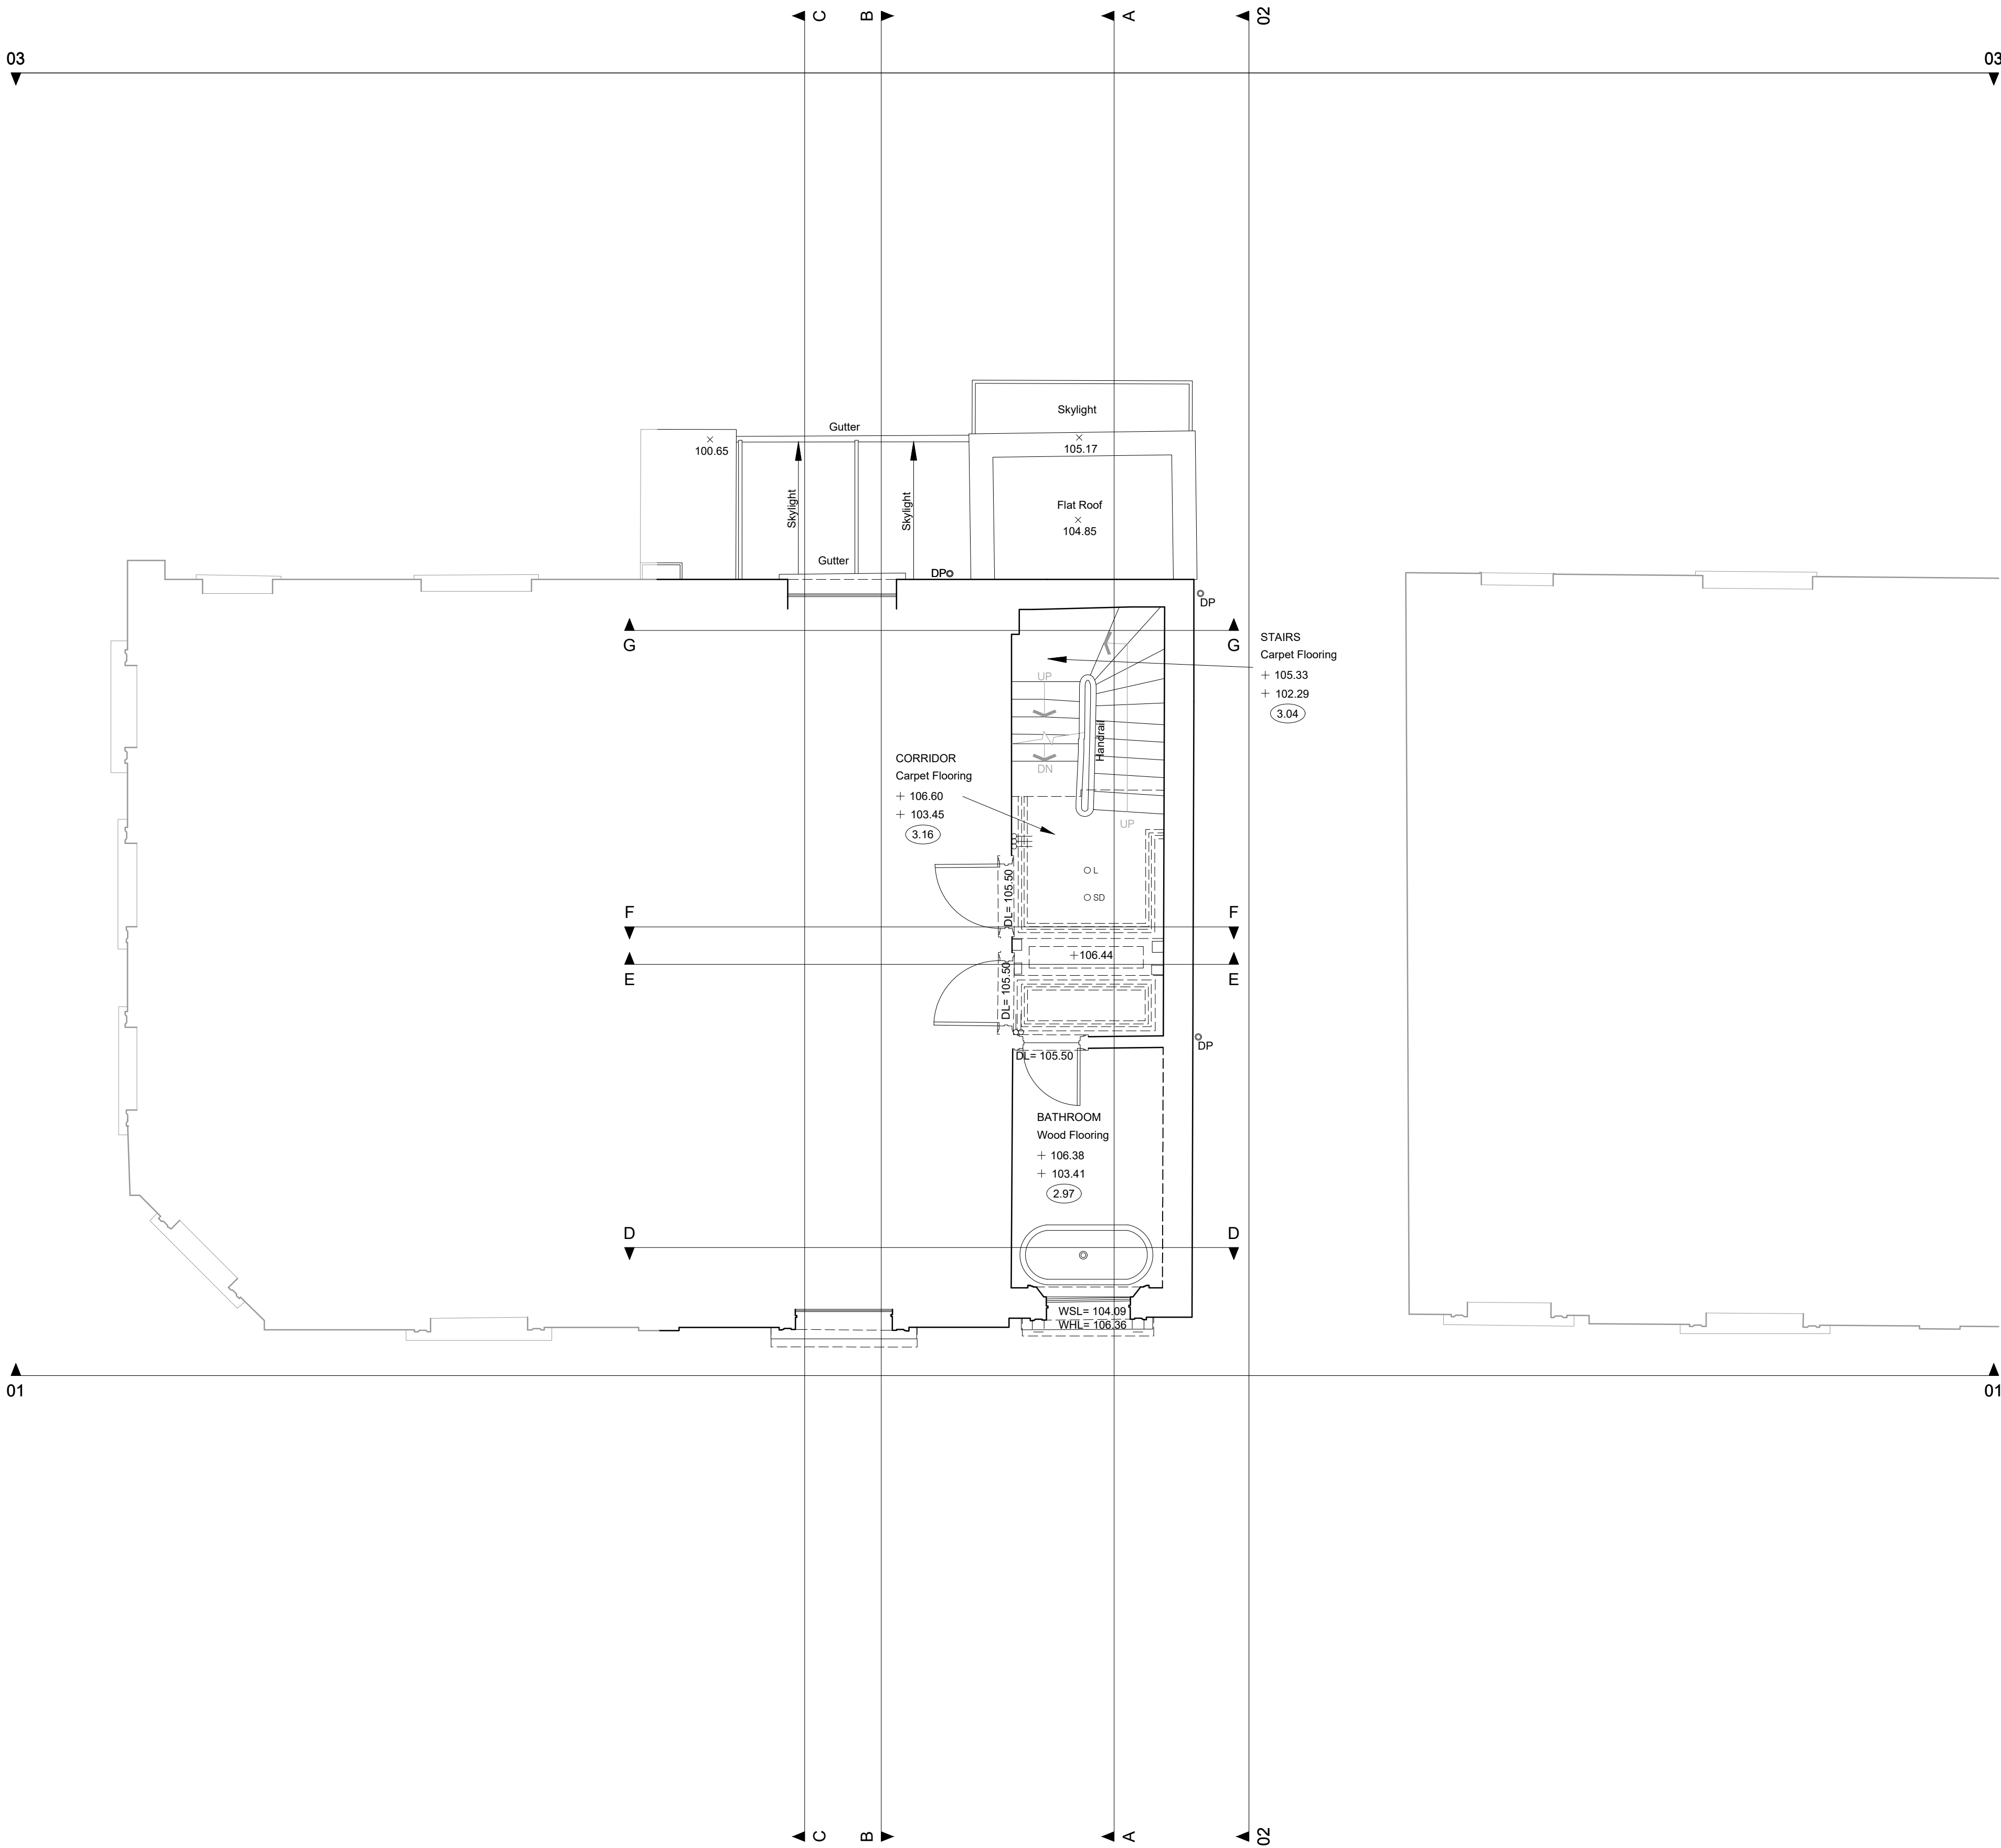 C
B
A
02
03
03
Skylight
Gutter
100.65
105.17
Skylight
Skylight
Flat Roof
104.85
Gutter
DP
DP
G
G
STAIRS
Carpet Flooring
+ 105.33
+ 102.29
3.04
UP
Handrail
DN
CORRIDOR
Carpet Flooring
+ 106.60
+ 103.45
3.16
UP
L
DL= 105.50
SD
F
F
+106.44
E
E
DL= 105.50
DP
DL= 105.50
BATHROOM
Wood Flooring
+ 106.38
+ 103.41
2.97
D
D
WSL= 104.09
WHL= 106.36
01
01
C
B
A
02